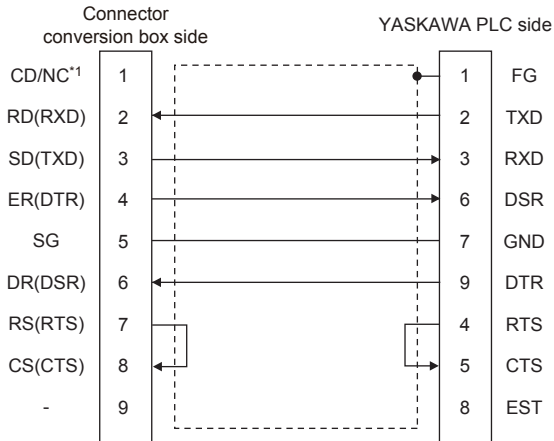 Connector
conversion box side
YASKAWA PLC side
CD/NC*1 1 1 FG
RD(RXD) 2 2 TXD
SD(TXD) 3 3 RXD
ER(DTR) 4 6 DSR
SG 5 7 GND
DR(DSR) 6 9 DTR
RS(RTS) 7 4 RTS
CS(CTS) 8 5 CTS
- 9 8 EST